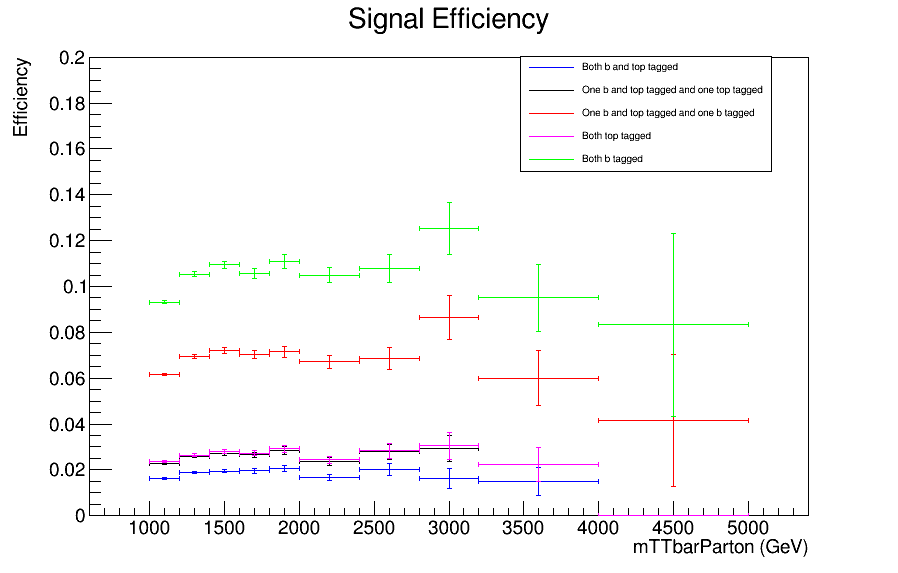 Signal Efficiency
Efficiency
0.2
0.18
0.16
0.14
0.12
0.1
0.08
0.06
0.04
0.02
0
Both b and top tagged
One b and top tagged and one top tagged
One b and top tagged and one b tagged
Both top tagged
Both b tagged
1000 1500 2000 2500 3000 3500 4000 4500 5000
mTTbarParton (GeV)